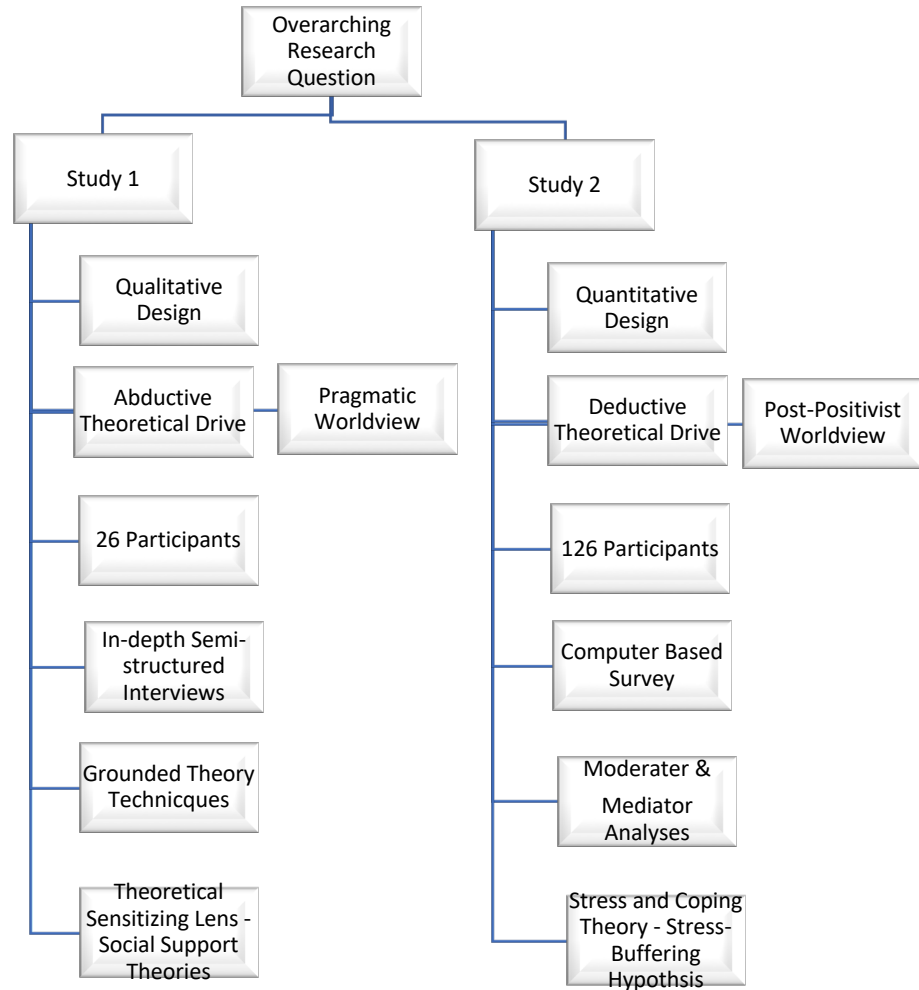 Overarching
Research
Question
Study 1
Qualitative
Design
Abductive
Theoretical Drive
Pragmatic
Worldview
26 Participants
In-depth Semi-
structured
Interviews
Grounded Theory
Technicques
Theoretical
Sensitizing Lens -
Social Support
Theories
Study 2
Quantitative
Design
Deductive
Theoretical Drive
Post-Positivist
Worldview
126 Participants
Computer Based
Survey
Moderater &
Mediator
Analyses
Stress and Coping
Theory - Stress-
Buffering
Hypothsis